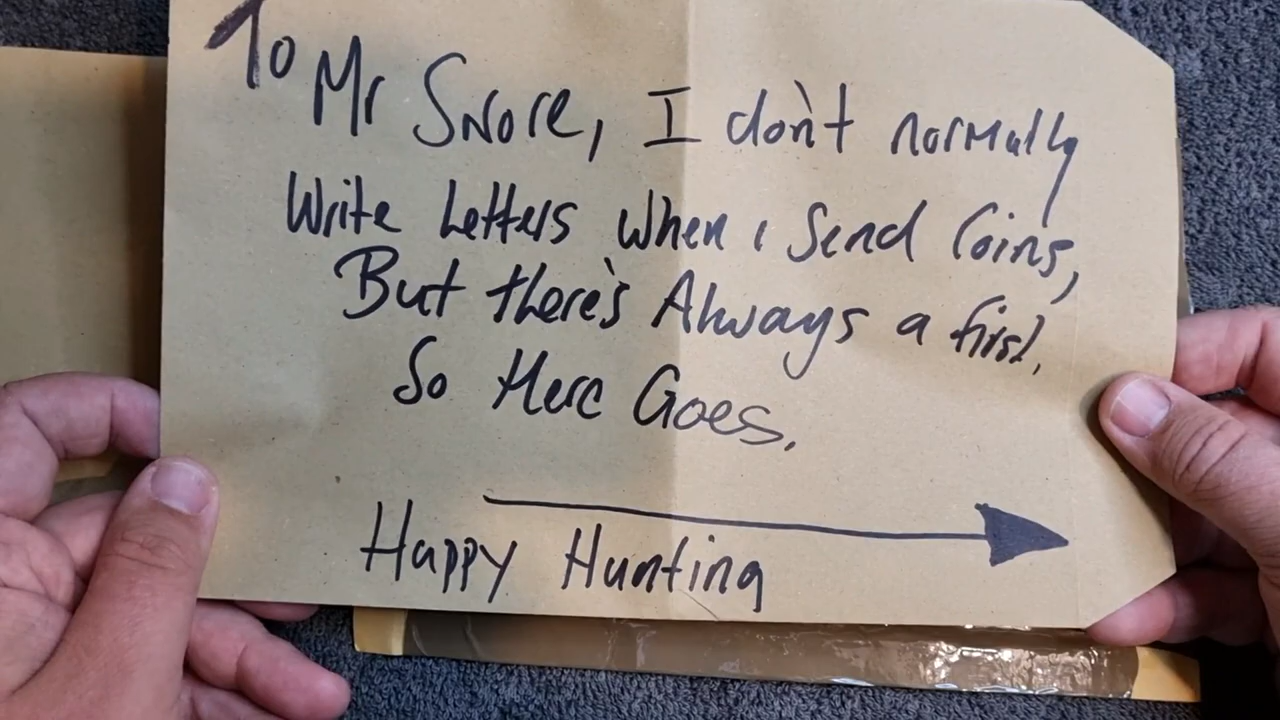 To Mr Snore, I don't normally
Write Letters when i Send Coins,
But there's Always a first,
So Here Goes,
Happy Hunting